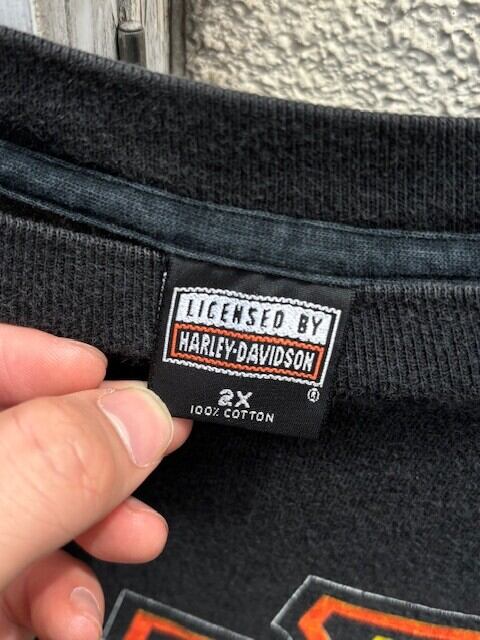 LICENSED BY
HARLEY-DAVIDSON
®
2X
100% COTTON